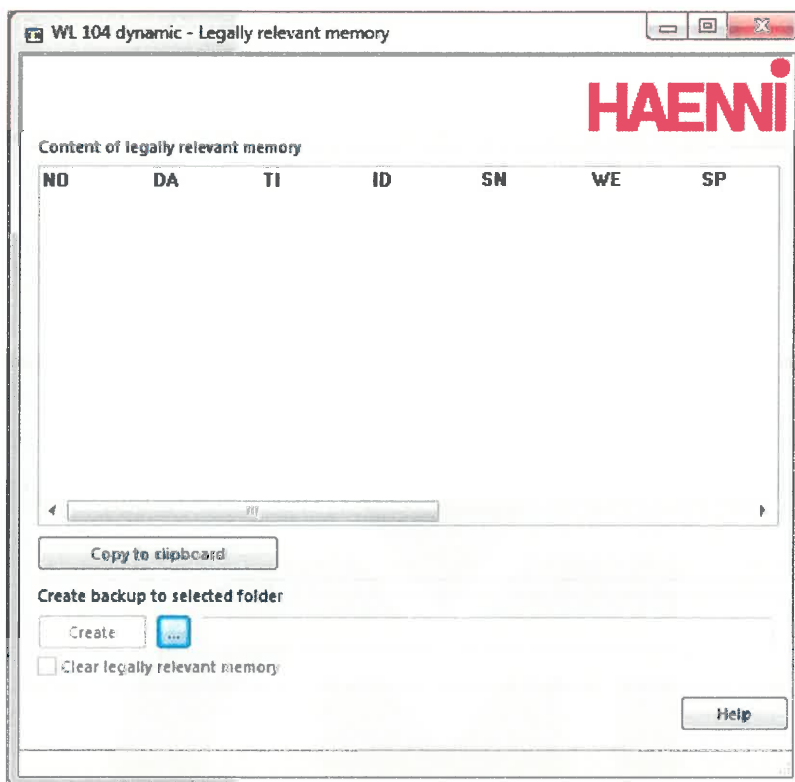 WL 104 dynamic - Legally relevant memory
HAENNI
Content of legally relevant memory
NO DA TI ID SN WE SP
Copy to clipboard
Create backup to selected folder
Create ...
Clear legally relevant memory
Help